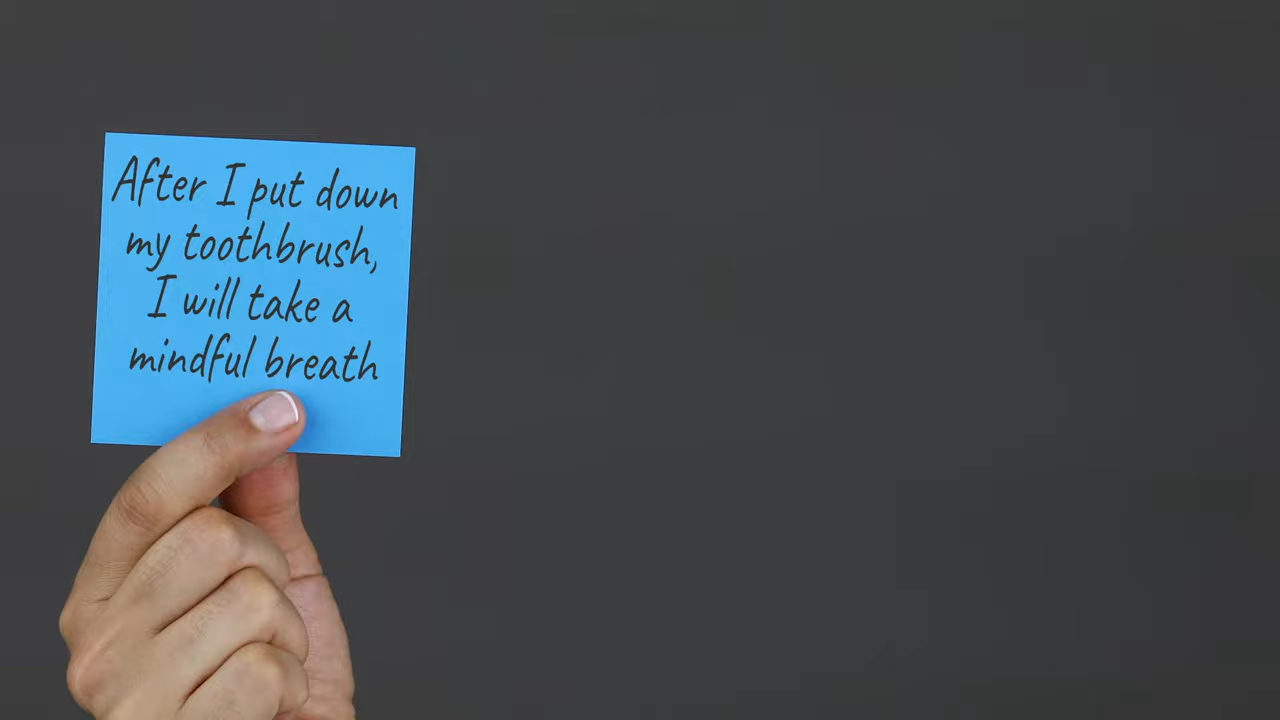 After I put down
my toothbrush,
I will take a
mindful breath